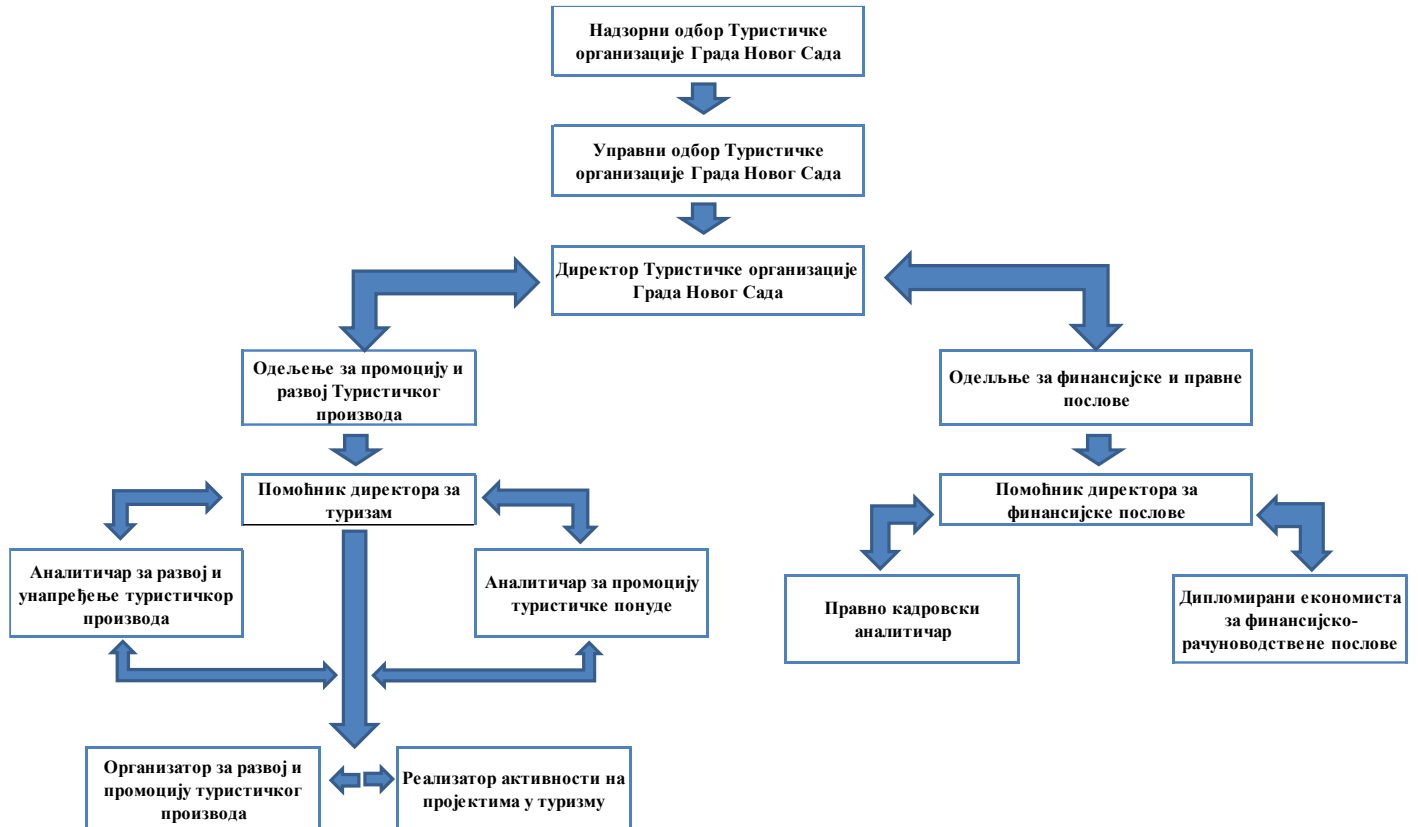 Надзорни одбор Туристичке
организације Града Новог Сада
Управни одбор Туристичке
организације Града Новог Сада
Директор Туристичке организације
Града Новог Сада
Одељење за промоцију и
развој Туристичког
производа
Оделљње за финансијске и правне
послове
Помоћник директора за
туризам
Помоћник директора за
финансијске послове
Аналитичар за развој и
унапређење туристичкор
производа
Аналитичар за промоцију
туристичке понуде
Правно кадровски
аналитичар
Дипломирани економиста
за финансијско-
рачуноводствене послове
Организатор за развој и
промоцију туристичког
производа
Реализатор активности на
пројектима у туризму